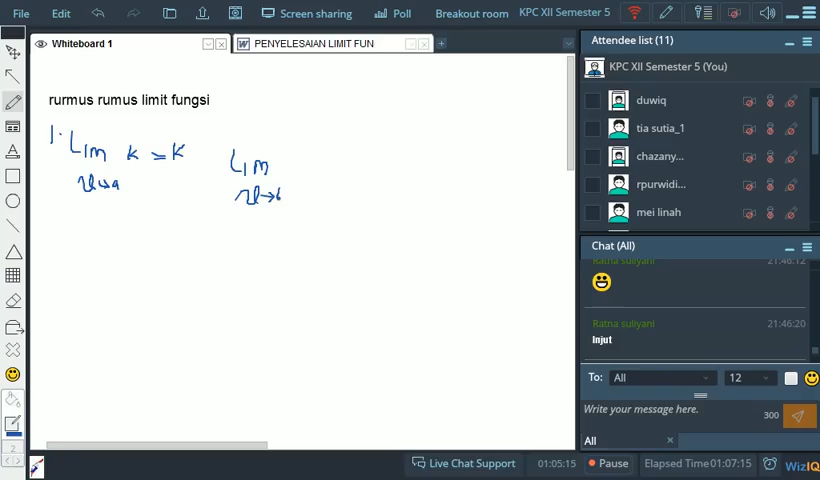 File
Edit
Screen sharing
Poll
Breakout room
KPC XII Semester 5
Whiteboard 1
PENYELESAIAN LIMIT FUN
Attendee list (11)
KPC XII Semester 5 (You)
duwiq
tia sutia_1
chazany...
rpurwidi...
mei linah
rurmus rumus limit fungsi
1. Lim K = K
x→a
Lim
Chat (All)
Ratna suliyani 21:46:12
Ratna suliyani 21:46:20
Injut
To: All 12
Write your message here. 300
All
2
Live Chat Support
01:05:15
Pause
Elapsed Time 01:07:15
WizIQ